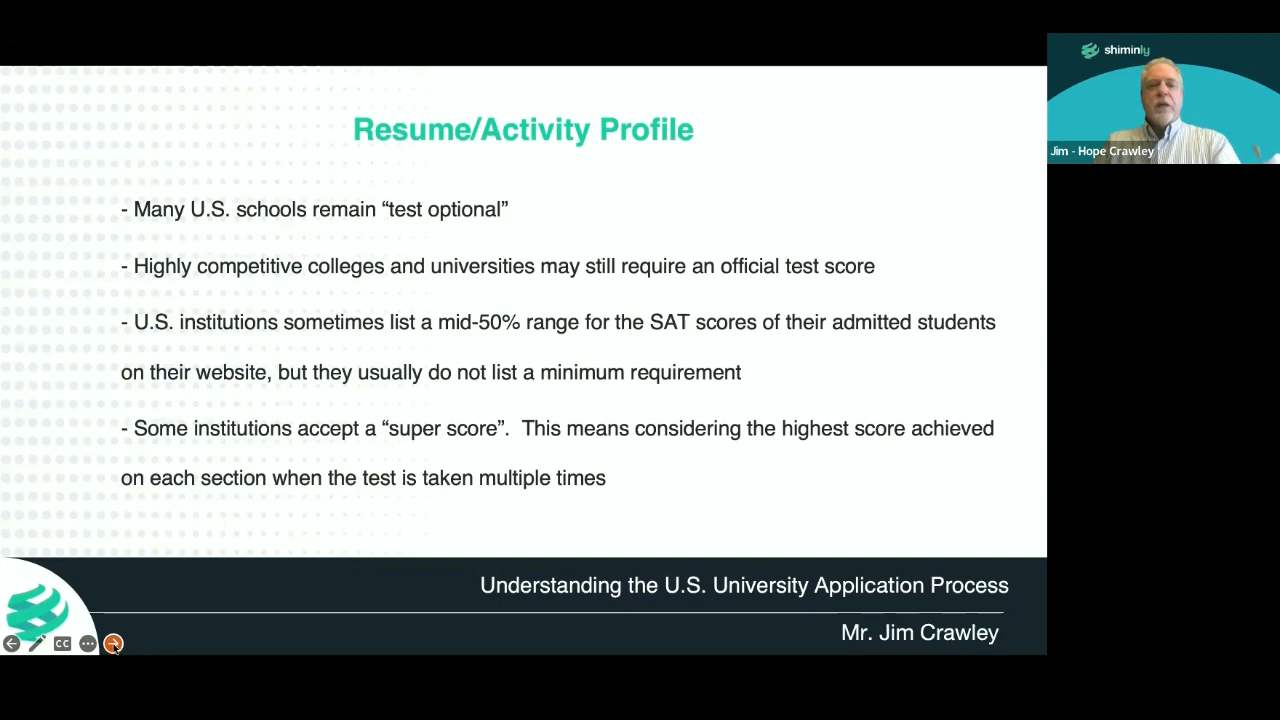 shiminly
Jim - Hope Crawley
Resume/Activity Profile
- Many U.S. schools remain “test optional”
- Highly competitive colleges and universities may still require an official test score
- U.S. institutions sometimes list a mid-50% range for the SAT scores of their admitted students
on their website, but they usually do not list a minimum requirement
- Some institutions accept a “super score”.  This means considering the highest score achieved
on each section when the test is taken multiple times
Understanding the U.S. University Application Process
Mr. Jim Crawley
CC